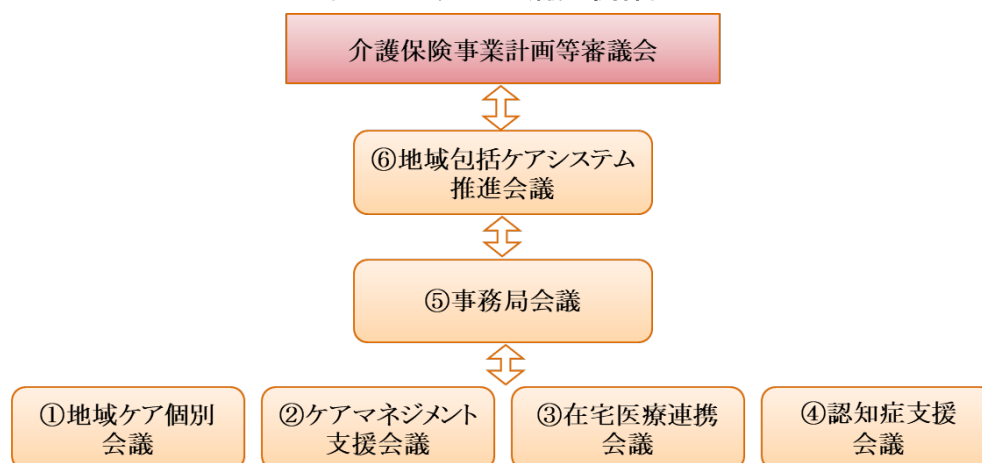 介護保険事業計画等審議会
⑥地域包括ケアシステム
推進会議
⑤事務局会議
①地域ケア個別
会議
②ケアマネジメント
支援会議
③在宅医療連携
会議
④認知症支援
会議